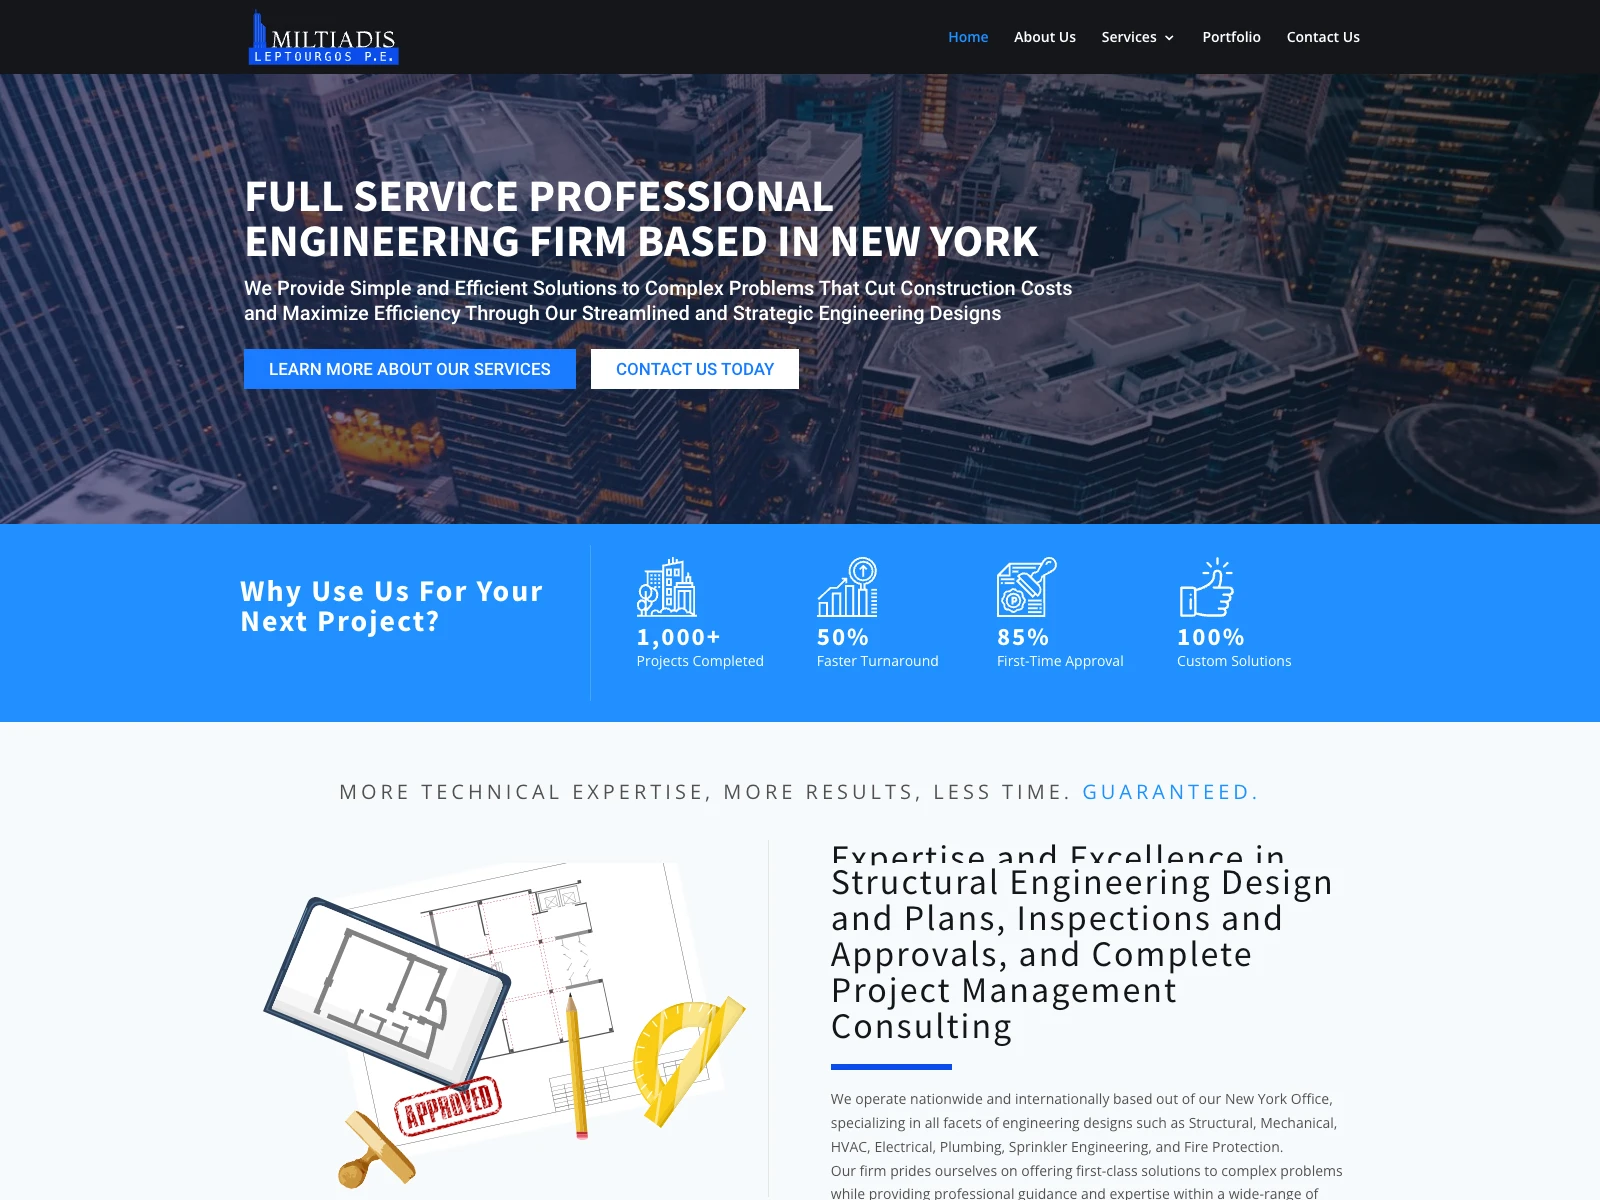 MILTIADIS
LEPTOURGOS P.E.
Home
About Us
Services
Portfolio
Contact Us
FULL SERVICE PROFESSIONAL
ENGINEERING FIRM BASED IN NEW YORK
We Provide Simple and Efficient Solutions to Complex Problems That Cut Construction Costs
and Maximize Efficiency Through Our Streamlined and Strategic Engineering Designs
LEARN MORE ABOUT OUR SERVICES
CONTACT US TODAY
Why Use Us For Your
Next Project?
1,000+
Projects Completed
50%
Faster Turnaround
85%
First-Time Approval
100%
Custom Solutions
MORE TECHNICAL EXPERTISE, MORE RESULTS, LESS TIME. GUARANTEED.
APPROVED
Expertise and Excellence in
Structural Engineering Design
and Plans, Inspections and
Approvals, and Complete
Project Management
Consulting
We operate nationwide and internationally based out of our New York Office,
specializing in all facets of engineering designs such as Structural, Mechanical,
HVAC, Electrical, Plumbing, Sprinkler Engineering, and Fire Protection.
Our firm prides ourselves on offering first-class solutions to complex problems
while providing professional guidance and expertise within a wide-range of